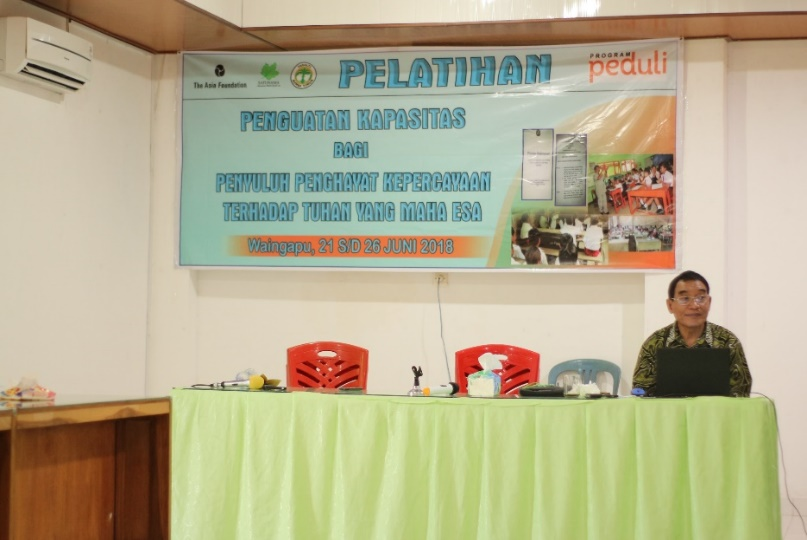 The Asia Foundation
PELATIHAN
PROGRAM
peduli
PENGUATAN KAPASITAS
BAGI
PENYULUH PENGHAYAT KEPERCAYAAN
TERHADAP TUHAN YANG MAHA ESA
Waingapu, 21 S/D 26 JUNI 2018